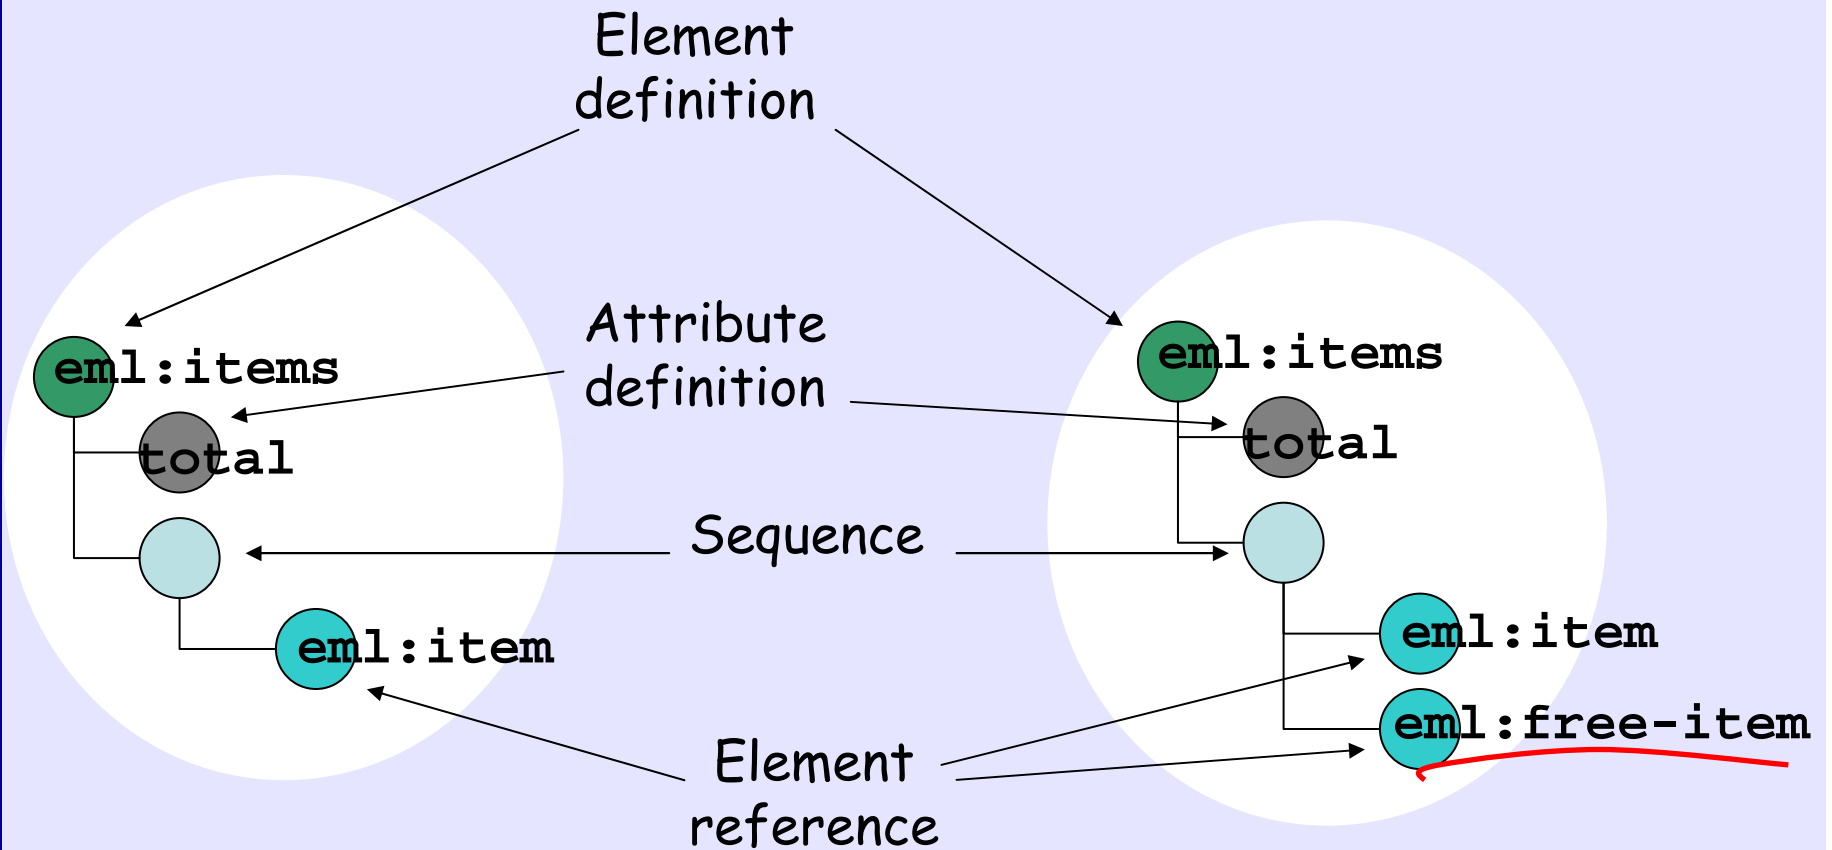 Element
definition
Attribute
definition
eml:items
eml:items
total
total
Sequence
eml:item
eml:item
eml:free-item
Element
reference